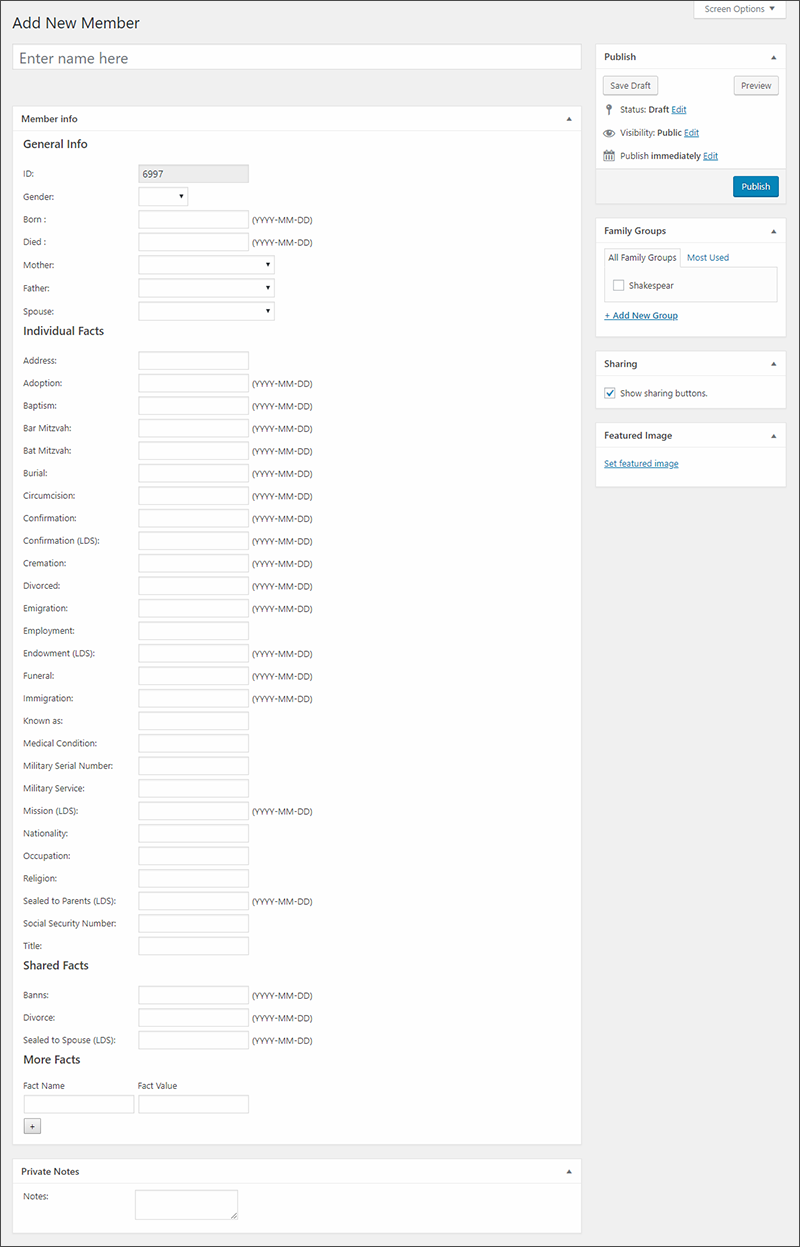 Screen Options ▼
Add New Member
Enter name here
Member info
General Info
ID: 6997
Gender:
Born : (YYYY-MM-DD)
Died : (YYYY-MM-DD)
Mother:
Father:
Spouse:
Individual Facts
Address:
Adoption: (YYYY-MM-DD)
Baptism: (YYYY-MM-DD)
Bar Mitzvah: (YYYY-MM-DD)
Bat Mitzvah: (YYYY-MM-DD)
Burial: (YYYY-MM-DD)
Circumcision: (YYYY-MM-DD)
Confirmation: (YYYY-MM-DD)
Confirmation (LDS): (YYYY-MM-DD)
Cremation: (YYYY-MM-DD)
Divorced: (YYYY-MM-DD)
Emigration: (YYYY-MM-DD)
Employment:
Endowment (LDS): (YYYY-MM-DD)
Funeral: (YYYY-MM-DD)
Immigration: (YYYY-MM-DD)
Known as:
Medical Condition:
Military Serial Number:
Military Service:
Mission (LDS): (YYYY-MM-DD)
Nationality:
Occupation:
Religion:
Sealed to Parents (LDS): (YYYY-MM-DD)
Social Security Number:
Title:
Shared Facts
Banns: (YYYY-MM-DD)
Divorce: (YYYY-MM-DD)
Sealed to Spouse (LDS): (YYYY-MM-DD)
More Facts
Fact Name Fact Value
+
Private Notes
Notes:
Publish
Save Draft Preview
Status: Draft Edit
Visibility: Public Edit
Publish immediately Edit
Publish
Family Groups
All Family Groups Most Used
Shakespear
+ Add New Group
Sharing
Show sharing buttons.
Featured Image
Set featured image